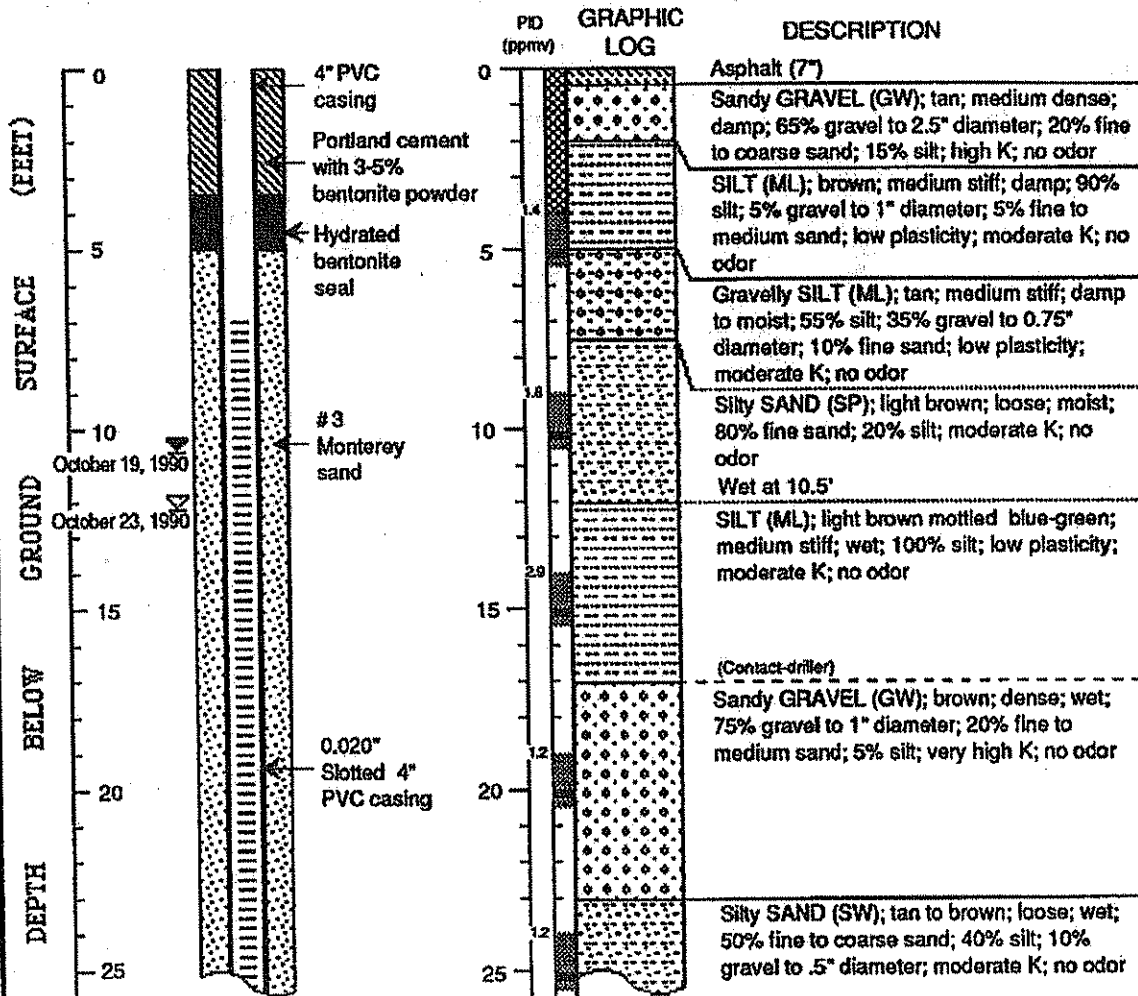 PID
(ppmv)
GRAPHIC
LOG
DESCRIPTION
DEPTH BELOW GROUND SURFACE (FEET)
0
5
10
15
20
25
4" PVC
casing
Portland cement
with 3-5%
bentonite powder
Hydrated
bentonite
seal
#3
Monterey
sand
October 19, 1990
October 23, 1990
0.020"
Slotted 4"
PVC casing
0
5
10
15
20
25
1.4
1.8
2.9
1.2
1.2
Asphalt (7")
Sandy GRAVEL (GW); tan; medium dense;
damp; 65% gravel to 2.5" diameter; 20% fine
to coarse sand; 15% silt; high K; no odor
SILT (ML); brown; medium stiff; damp; 90%
silt; 5% gravel to 1" diameter; 5% fine to
medium sand; low plasticity; moderate K; no
odor
Gravelly SILT (ML); tan; medium stiff; damp
to moist; 55% silt; 35% gravel to 0.75"
diameter; 10% fine sand; low plasticity;
moderate K; no odor
Silty SAND (SP); light brown; loose; moist;
80% fine sand; 20% silt; moderate K; no
odor
Wet at 10.5'
SILT (ML); light brown mottled blue-green;
medium stiff; wet; 100% silt; low plasticity;
moderate K; no odor
(Contact-driller)
Sandy GRAVEL (GW); brown; dense; wet;
75% gravel to 1" diameter; 20% fine to
medium sand; 5% silt; very high K; no odor
Silty SAND (SW); tan to brown; loose; wet;
50% fine to coarse sand; 40% silt; 10%
gravel to .5" diameter; moderate K; no odor